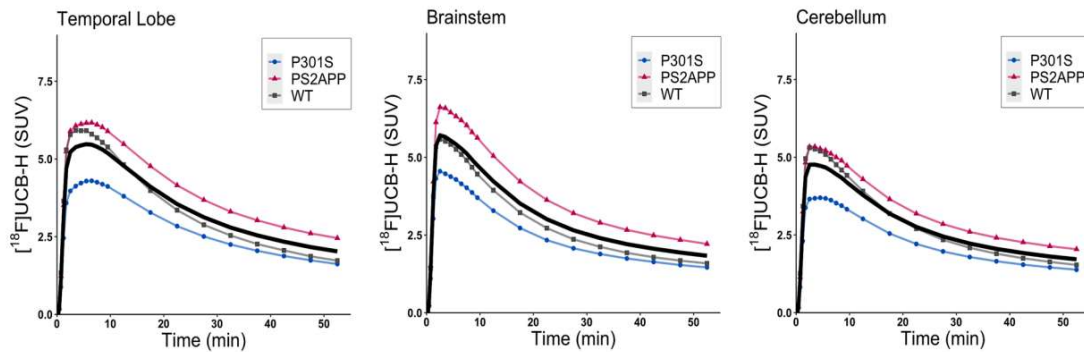 Temporal Lobe
[¹⁸F]UCB-H (SUV)
7.5
5.0
2.5
0.0
P301S
PS2APP
WT
0 10 20 30 40 50
Time (min)
Brainstem
[¹⁸F]UCB-H (SUV)
7.5
5.0
2.5
0.0
P301S
PS2APP
WT
0 10 20 30 40 50
Time (min)
Cerebellum
[¹⁸F]UCB-H (SUV)
7.5
5.0
2.5
0.0
P301S
PS2APP
WT
0 10 20 30 40 50
Time (min)